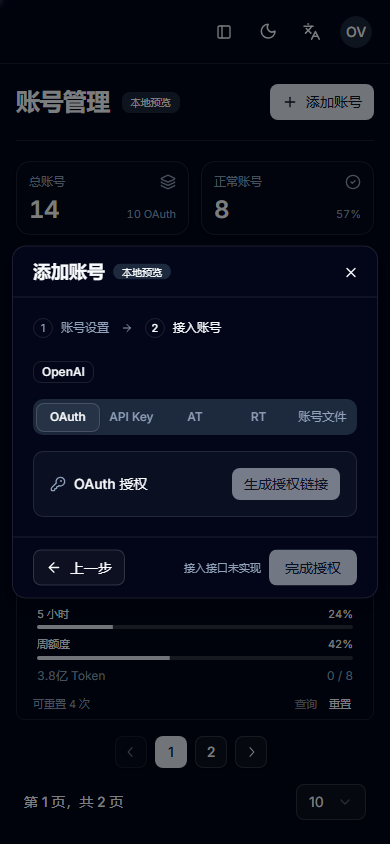 OV
账号管理 本地预览 添加账号
总账号 正常账号
14 10 OAuth 8 57%
添加账号 本地预览
1 账号设置 2 接入账号
OpenAI
OAuth API Key AT RT 账号文件
OAuth 授权 生成授权链接
上一步 接入接口未实现 完成授权
5 小时 24%
周额度 42%
3.8亿 Token 0 / 8
可重置 4 次 查询 重置
1 2
第 1 页，共 2 页 10